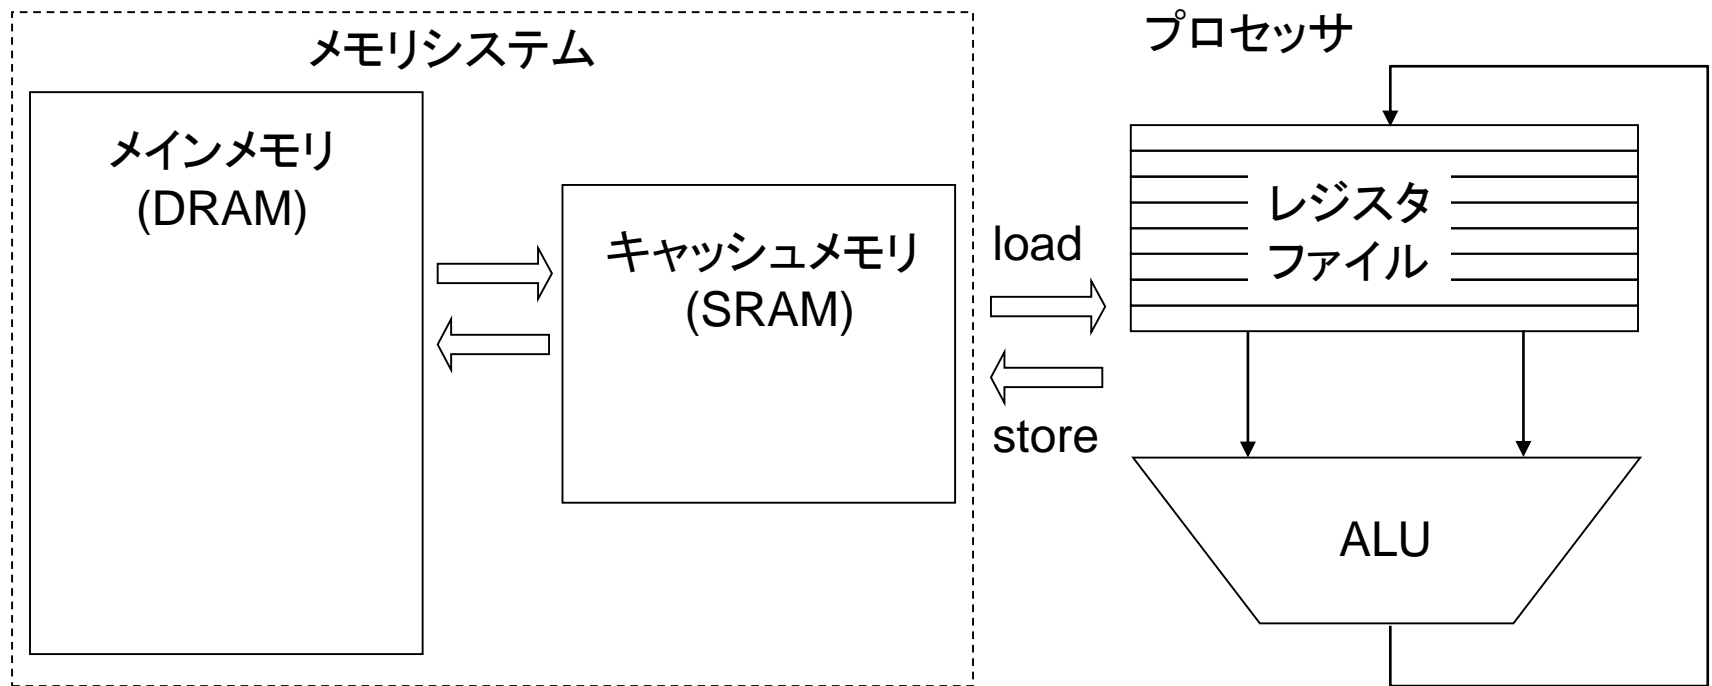 メモリシステム
プロセッサ
メインメモリ
(DRAM)
キャッシュメモリ
(SRAM)
load
store
レジスタ
ファイル
ALU